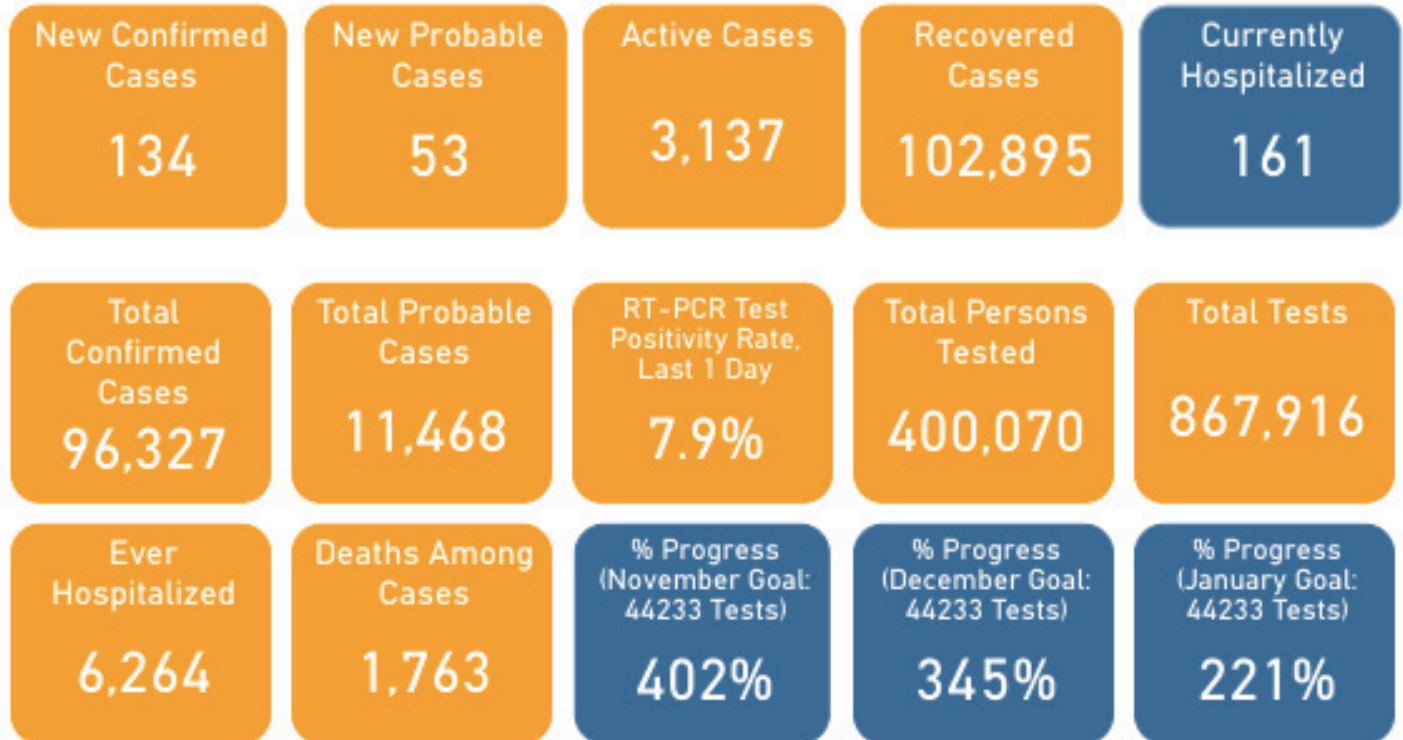 New Confirmed
Cases
134
New Probable
Cases
53
Active Cases
3,137
Recovered
Cases
102,895
Currently
Hospitalized
161
Total
Confirmed
Cases
96,327
Total Probable
Cases
11,468
RT-PCR Test
Positivity Rate,
Last 1 Day
7.9%
Total Persons
Tested
400,070
Total Tests
867,916
Ever
Hospitalized
6,264
Deaths Among
Cases
1,763
% Progress
(November Goal:
44233 Tests)
402%
% Progress
(December Goal:
44233 Tests)
345%
% Progress
(January Goal:
44233 Tests)
221%